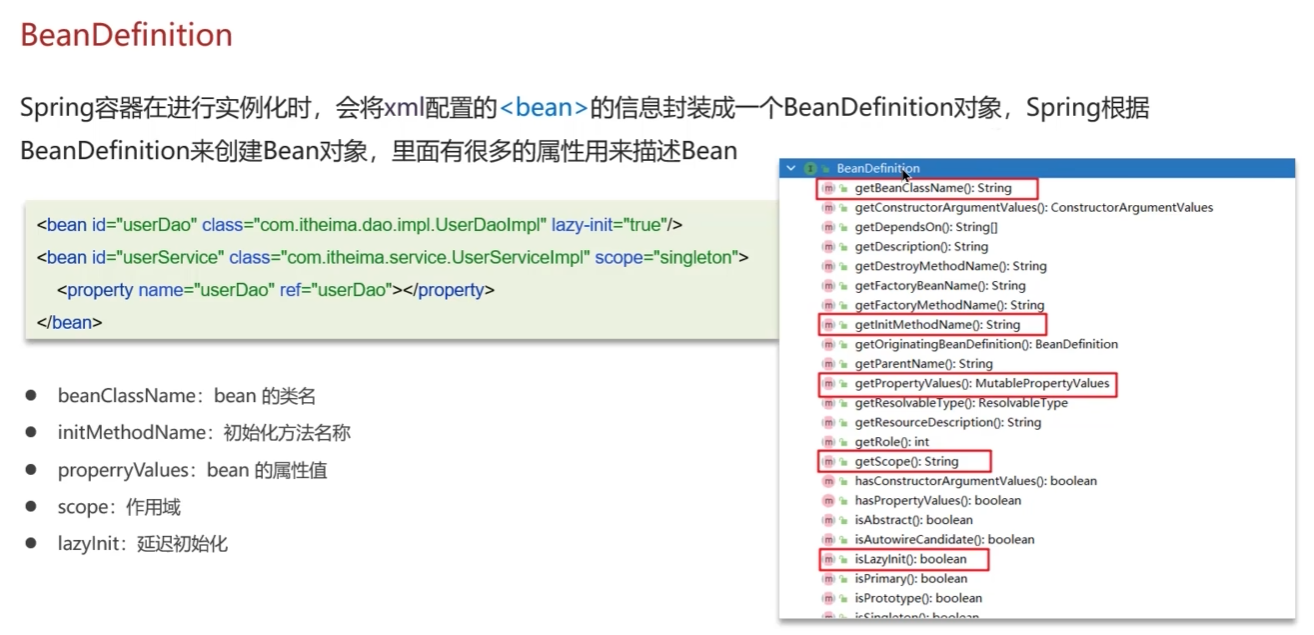 BeanDefinition
Spring容器在进行实例化时，会将xml配置的<bean>的信息封装成一个BeanDefinition对象，Spring根据
BeanDefinition来创建Bean对象，里面有很多的属性用来描述Bean
<bean id="userDao" class="com.itheima.dao.impl.UserDaoImpl" lazy-init="true"/>
<bean id="userService" class="com.itheima.service.UserServiceImpl" scope="singleton">
<property name="userDao" ref="userDao"></property>
</bean>
● beanClassName：bean 的类名
● initMethodName：初始化方法名称
● properryValues：bean 的属性值
● scope：作用域
● lazyInit：延迟初始化
BeanDefinition
getBeanClassName(): String
getConstructorArgumentValues(): ConstructorArgumentValues
getDependsOn(): String[]
getDescription(): String
getDestroyMethodName(): String
getFactoryBeanName(): String
getFactoryMethodName(): String
getInitMethodName(): String
getOriginatingBeanDefinition(): BeanDefinition
getParentName(): String
getPropertyValues(): MutablePropertyValues
getResolvableType(): ResolvableType
getResourceDescription(): String
getRole(): int
getScope(): String
hasConstructorArgumentValues(): boolean
hasPropertyValues(): boolean
isAbstract(): boolean
isAutowireCandidate(): boolean
isLazyInit(): boolean
isPrimary(): boolean
isPrototype(): boolean
isSingleton(): boolean